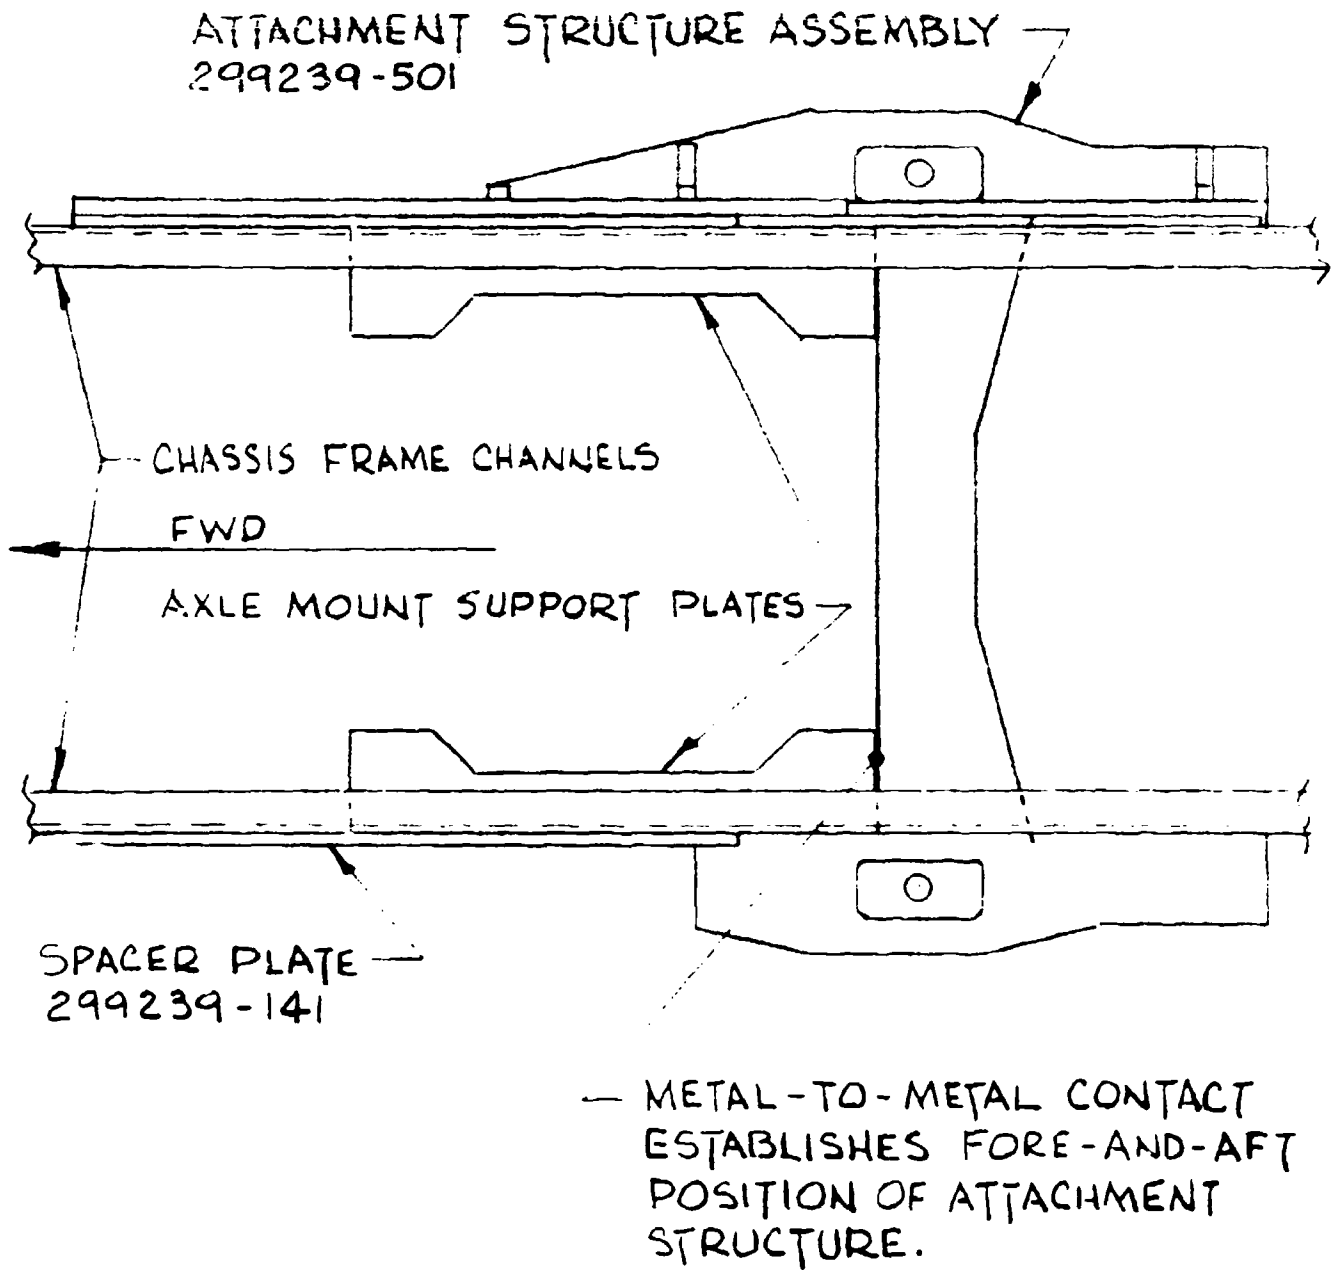 ATTACHMENT STRUCTURE ASSEMBLY
299239-501
CHASSIS FRAME CHANNELS
FWD
AXLE MOUNT SUPPORT PLATES
SPACER PLATE
299239-141
METAL-TO-METAL CONTACT
ESTABLISHES FORE-AND-AFT
POSITION OF ATTACHMENT
STRUCTURE.